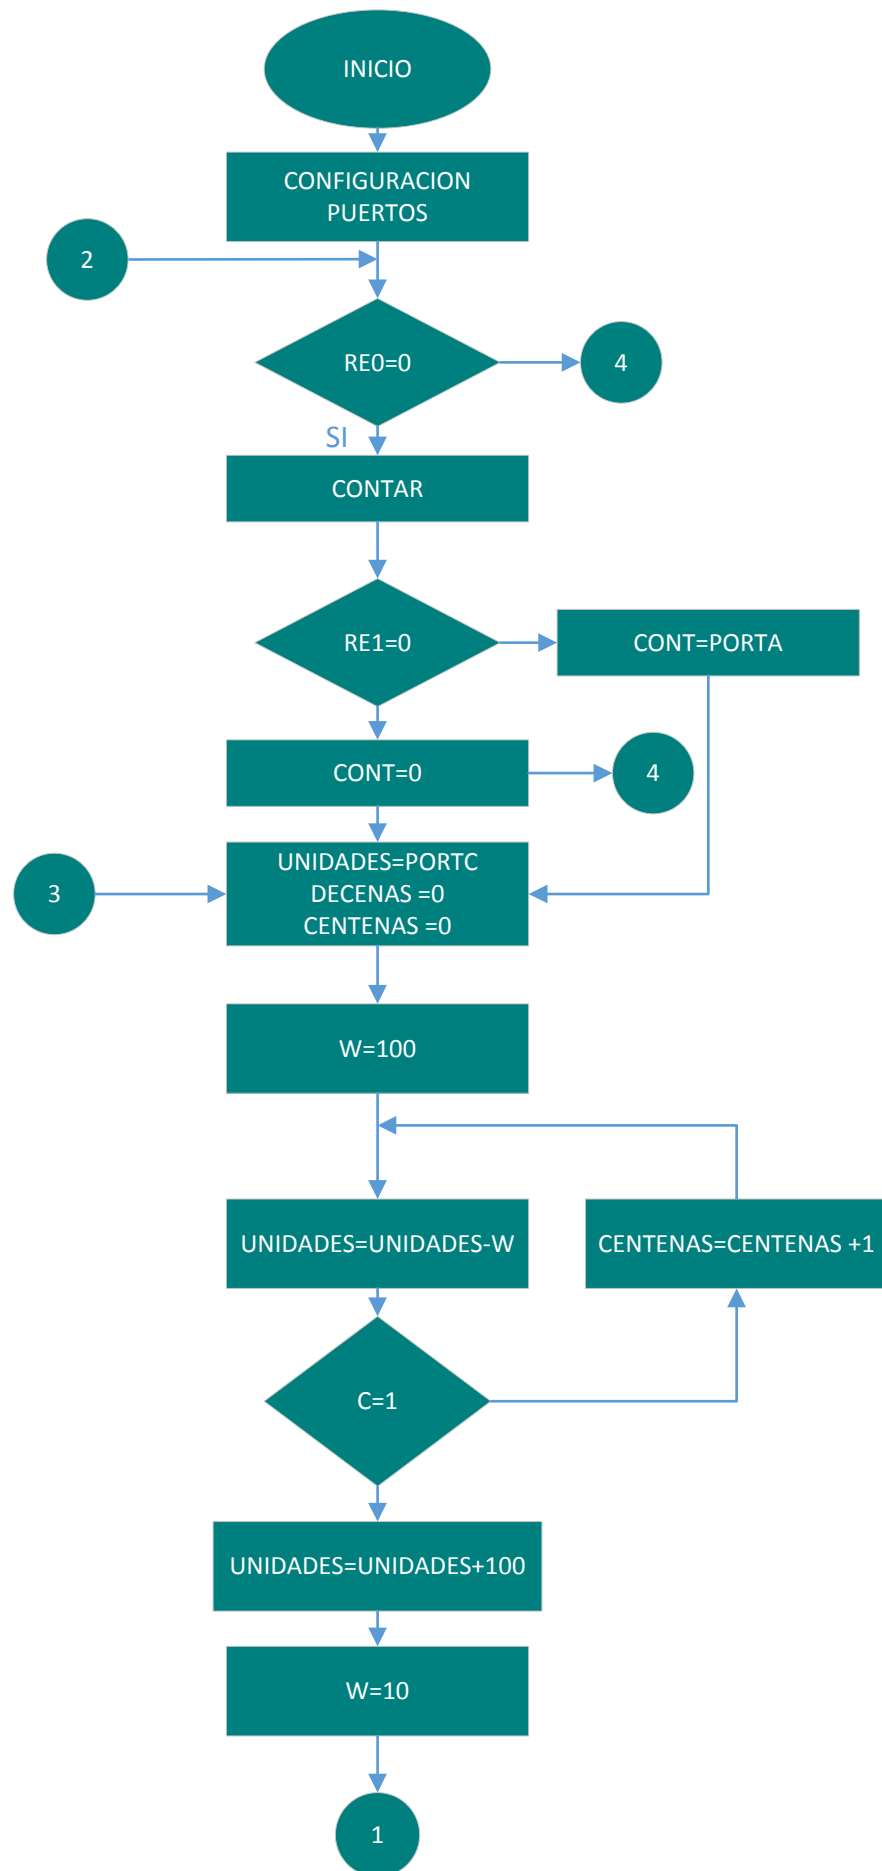 INICIO
CONFIGURACION
PUERTOS
2
RE0=0
4
SI
CONTAR
RE1=0
CONT=PORTA
CONT=0
4
UNIDADES=PORTC
DECENAS =0
CENTENAS =0
3
W=100
UNIDADES=UNIDADES-W
CENTENAS=CENTENAS +1
C=1
UNIDADES=UNIDADES+100
W=10
1